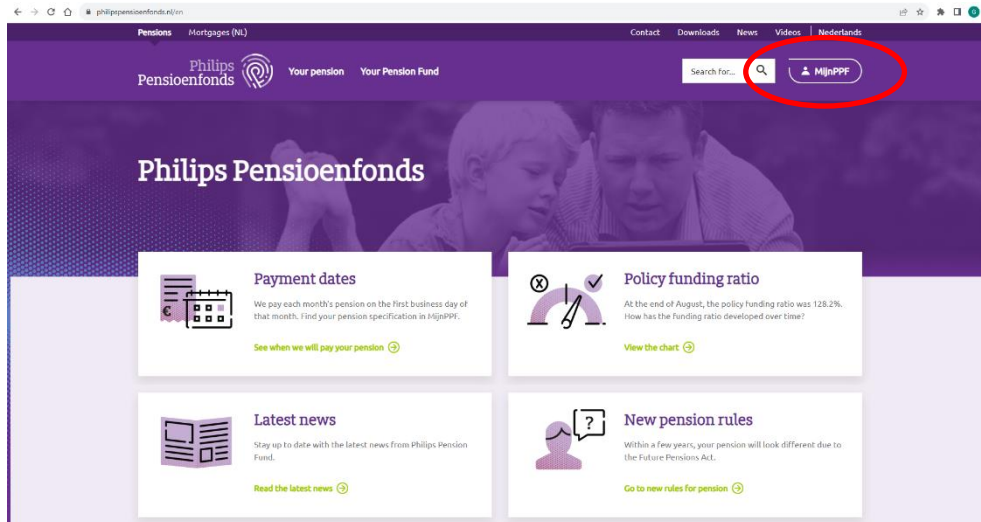 philipspensioenfonds.nl/en
Pensions Mortgages (NL) Contact Downloads News Videos Nederlands
Philips
Pensioenfonds
Your pension Your Pension Fund
Search for...
MijnPPF
Philips Pensioenfonds
Payment dates
We pay each month's pension on the first business day of
that month. Find your pension specification in MijnPPF.
See when we will pay your pension
Policy funding ratio
At the end of August, the policy funding ratio was 128.2%.
How has the funding ratio developed over time?
View the chart
Latest news
Stay up to date with the latest news from Philips Pension
Fund.
Read the latest news
New pension rules
Within a few years, your pension will look different due to
the Future Pensions Act.
Go to new rules for pension